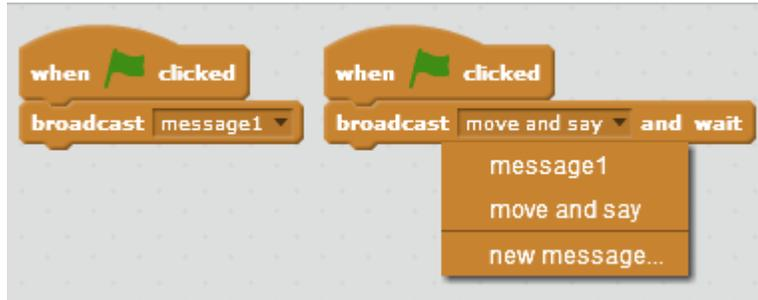 when clicked
broadcast message1
when clicked
broadcast move and say and wait
message1
move and say
new message...